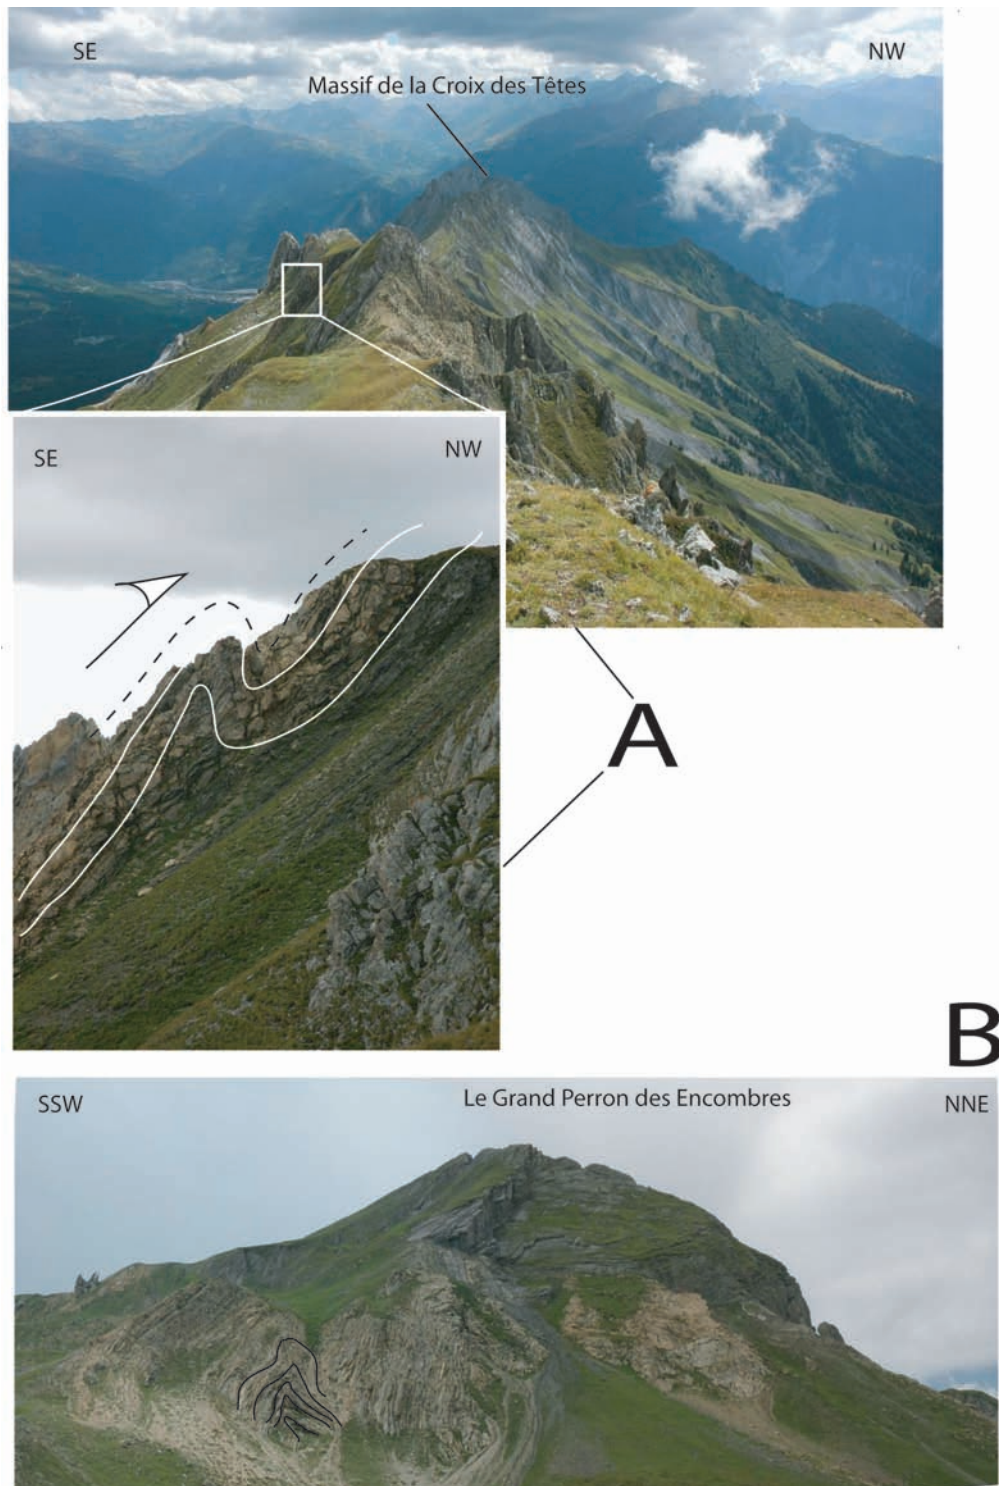 SE
NW
Massif de la Croix des Têtes
SE
NW
A
B
SSW
Le Grand Perron des Encombres
NNE